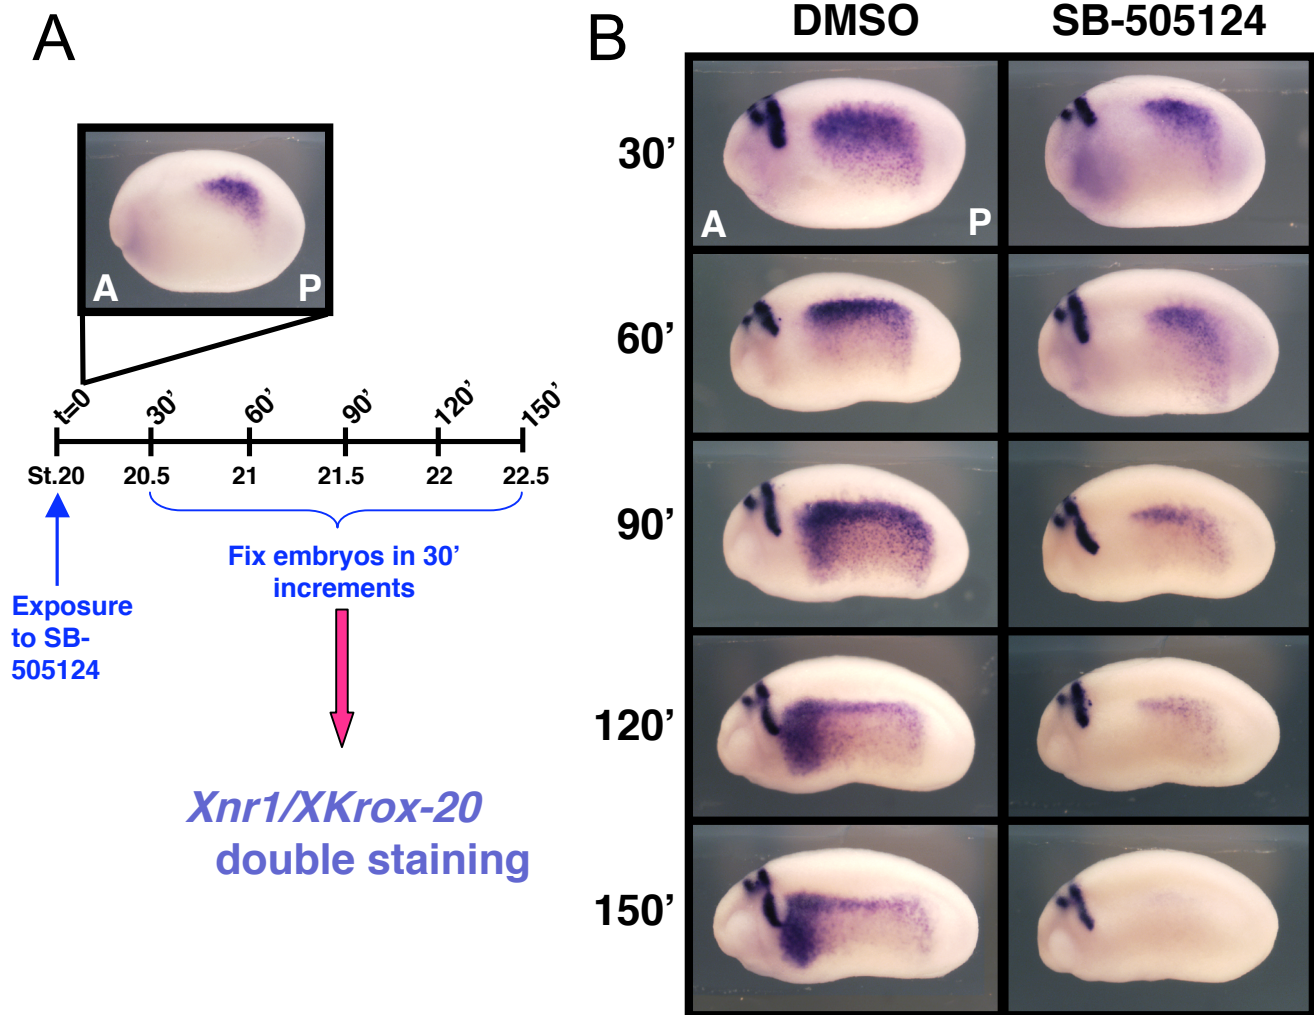 A
B
DMSO
SB-505124
A P
t=0 30’ 60’ 90’ 120’ 150’
St.20 20.5 21 21.5 22 22.5
Exposure
to SB-
505124
Fix embryos in 30’
increments
Xnr1/XKrox-20
double staining
30’
A P
60’
90’
120’
150’